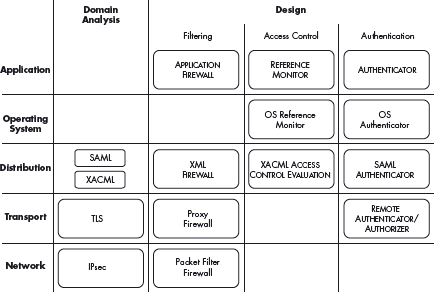 Domain
Analysis
Design
Filtering
Access Control
Authentication
Application
APPLICATION
FIREWALL
REFERENCE
MONITOR
AUTHENTICATOR
Operating
System
OS Reference
Monitor
OS
Authenticator
Distribution
SAML
XACML
XML
FIREWALL
XACML ACCESS
CONTROL EVALUATION
SAML
AUTHENTICATOR
Transport
TLS
Proxy
Firewall
REMOTE
AUTHENTICATOR/
AUTHORIZER
Network
IPsec
Packet Filter
Firewall